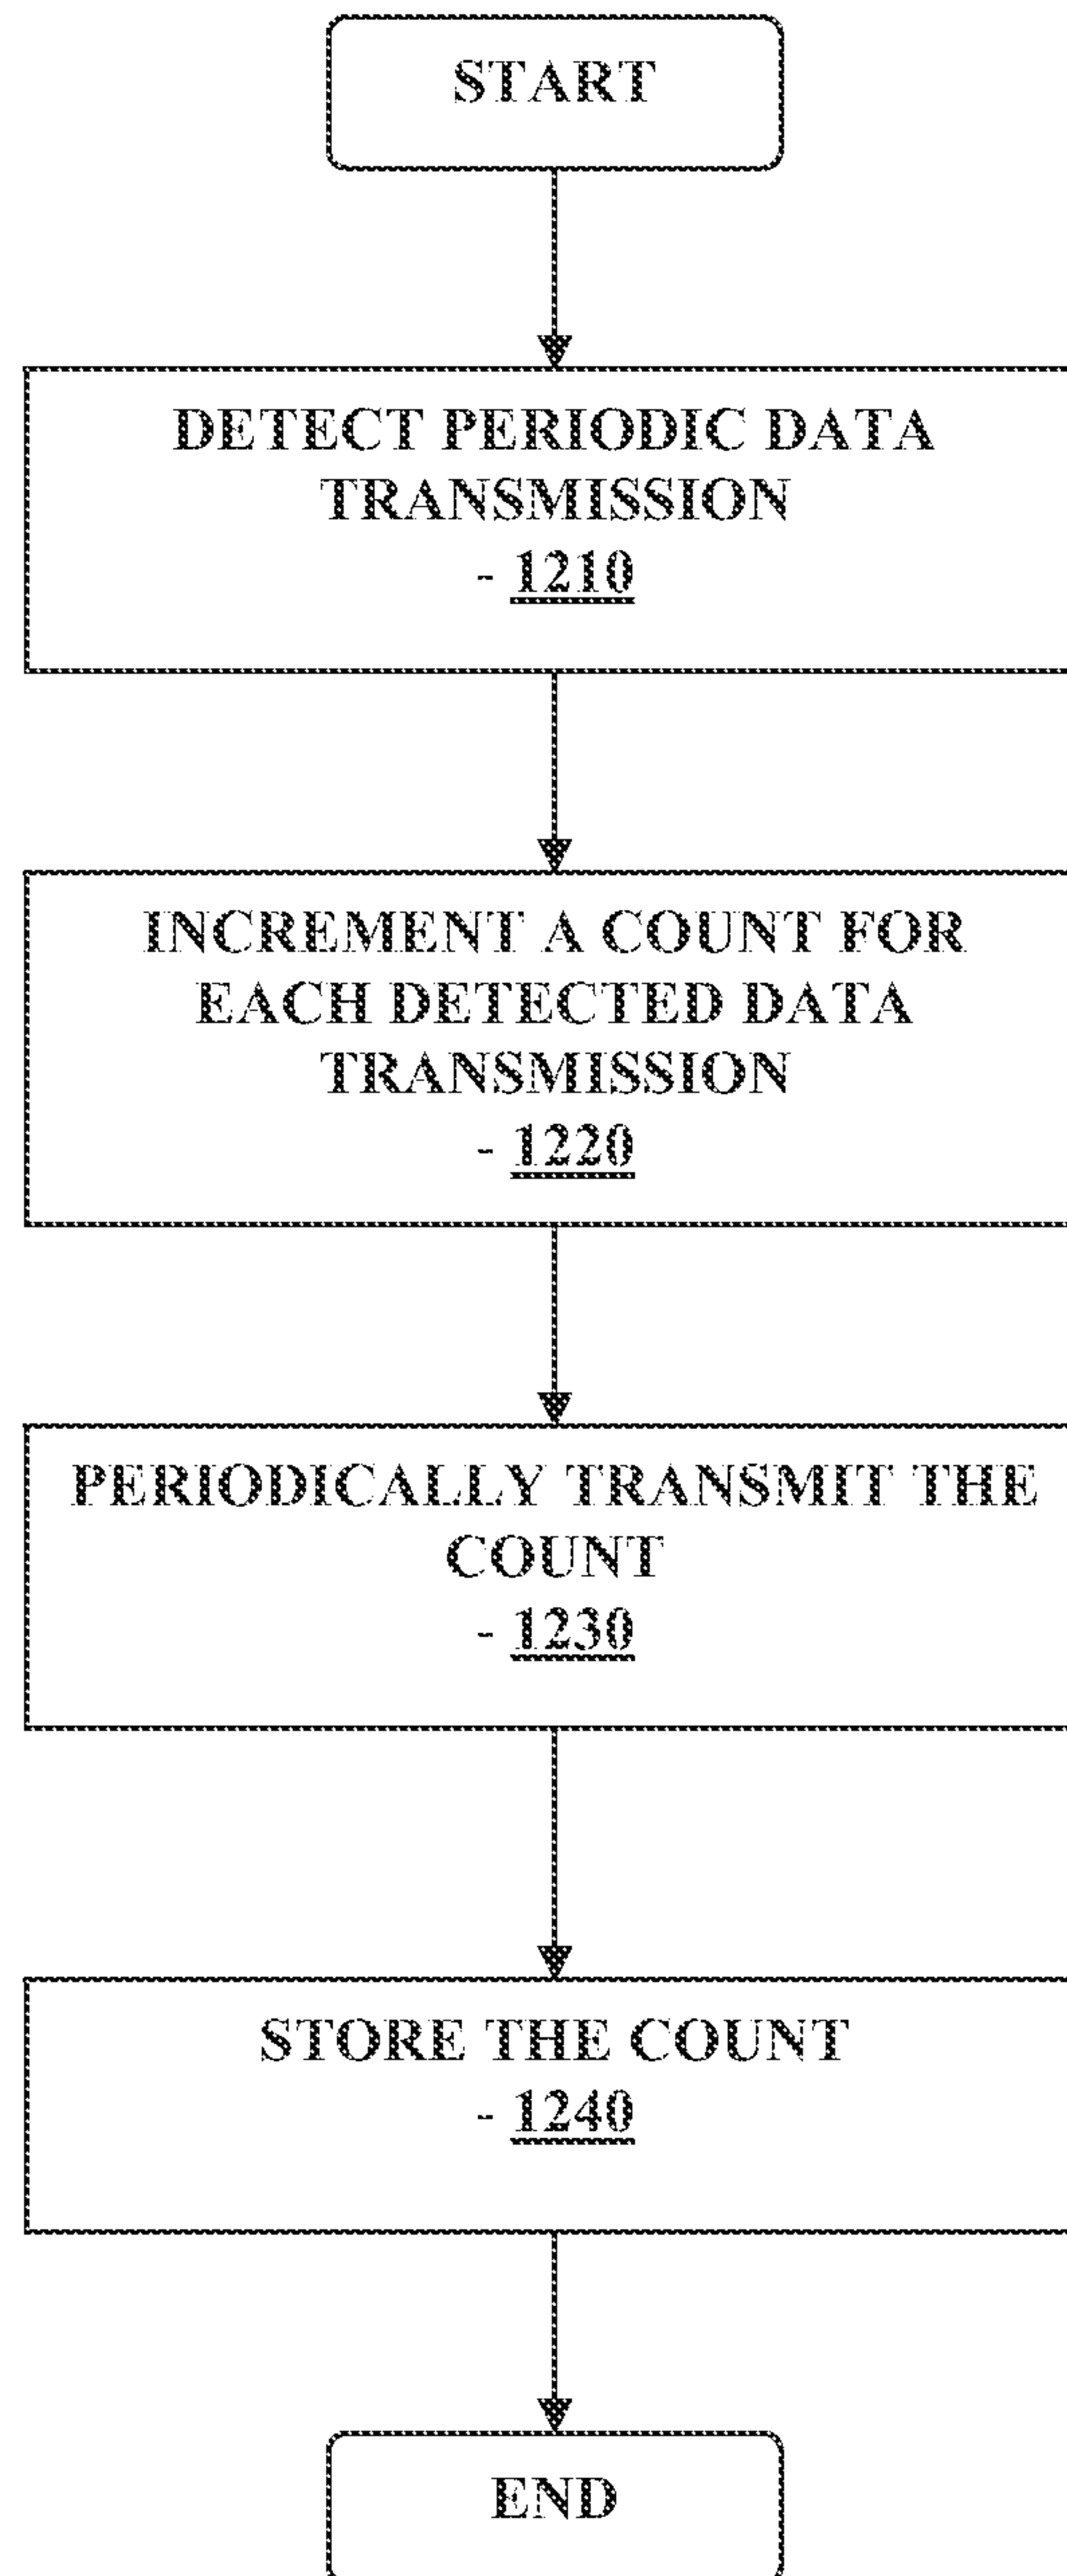 START
DETECT PERIODIC DATA
TRANSMISSION
- 1210
INCREMENT A COUNT FOR
EACH DETECTED DATA
TRANSMISSION
- 1220
PERIODICALLY TRANSMIT THE
COUNT
- 1230
STORE THE COUNT
- 1240
END